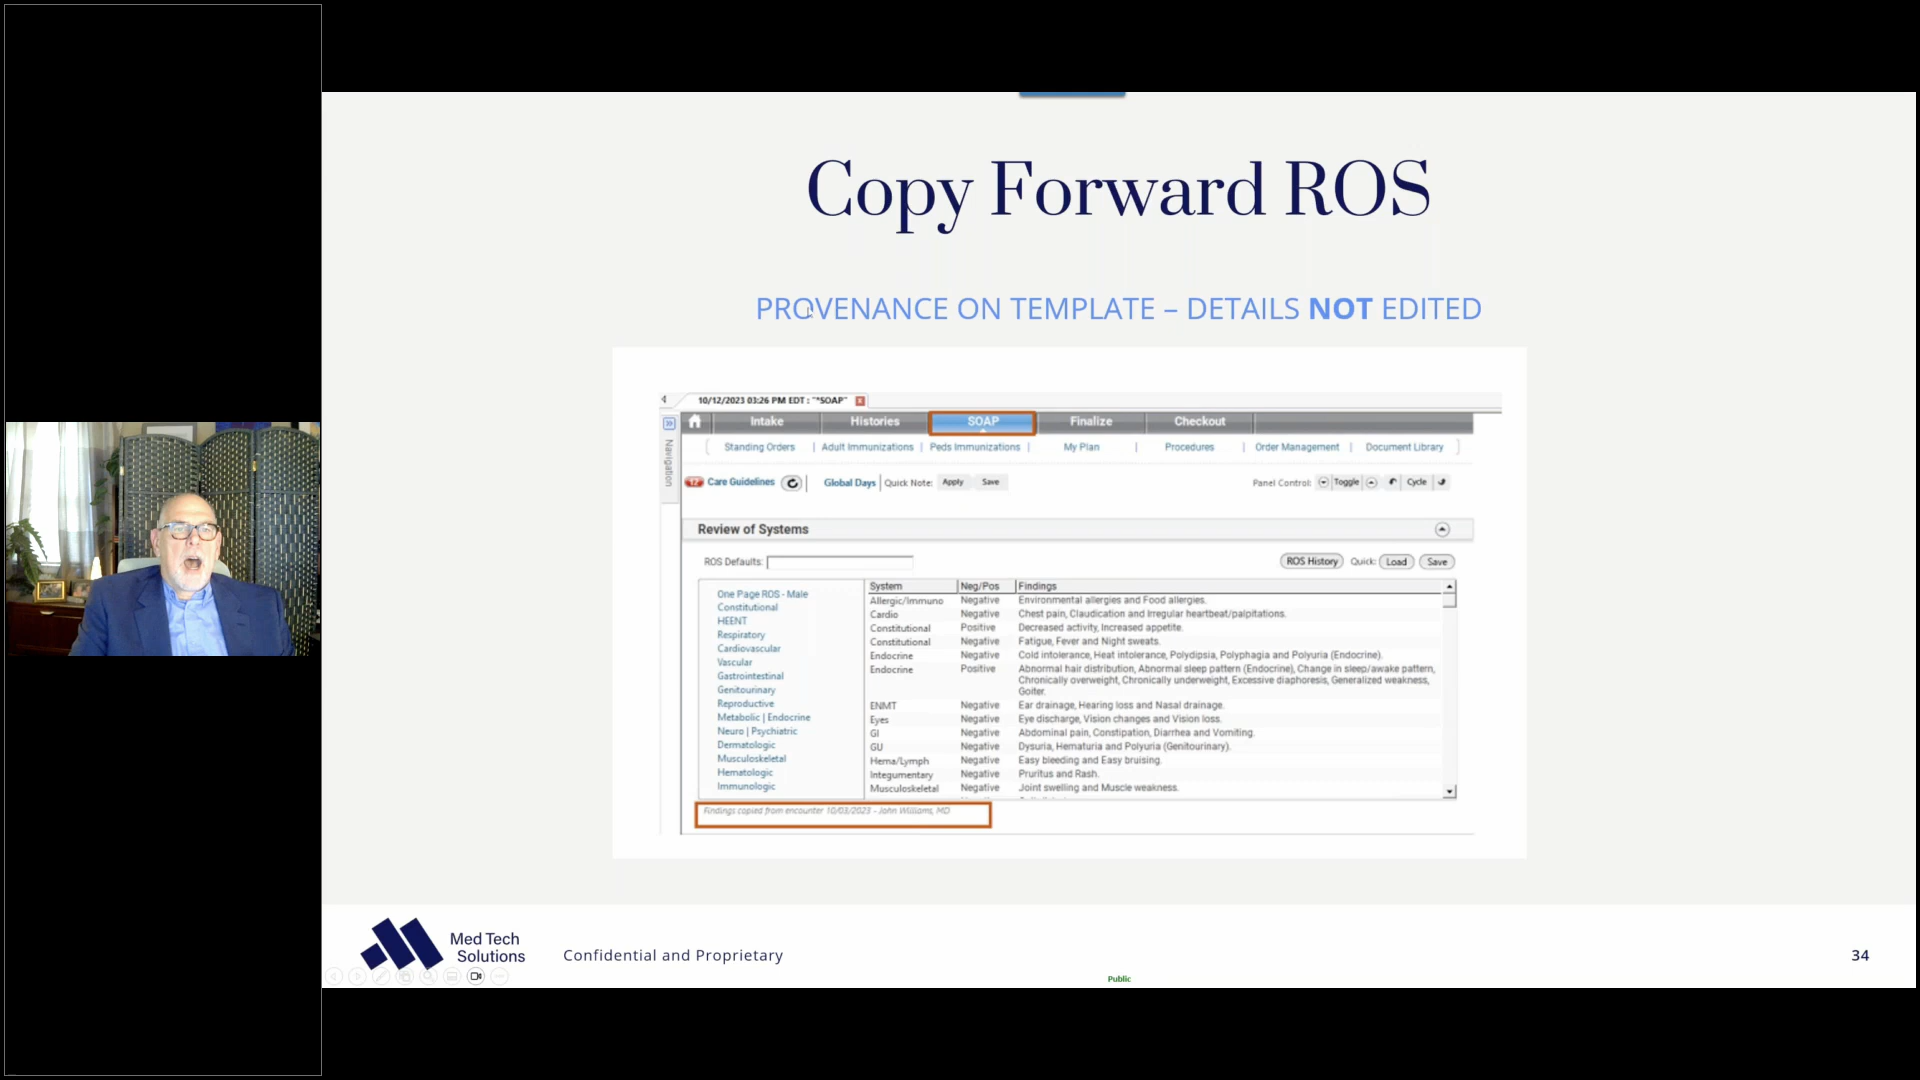 Copy Forward ROS
PROVENANCE ON TEMPLATE – DETAILS NOT EDITED
10/12/2023 03:26 PM EDT : "*SOAP"
Intake Histories SOAP Finalize Checkout
Navigation
Standing Orders | Adult Immunizations | Peds Immunizations | My Plan | Procedures | Order Management | Document Library
Care Guidelines Global Days Quick Note: Apply Save Panel Control: Toggle Cycle
Review of Systems
ROS Defaults: ROS History Quick: Load Save
One Page ROS - Male
Constitutional
HEENT
Respiratory
Cardiovascular
Vascular
Gastrointestinal
Genitourinary
Reproductive
Metabolic | Endocrine
Neuro | Psychiatric
Dermatologic
Musculoskeletal
Hematologic
Immunologic
System Neg/Pos Findings
Allergic/Immuno Negative Environmental allergies and Food allergies.
Cardio Negative Chest pain, Claudication and Irregular heartbeat/palpitations.
Constitutional Positive Decreased activity, Increased appetite.
Constitutional Negative Fatigue, Fever and Night sweats.
Endocrine Negative Cold intolerance, Heat intolerance, Polydipsia, Polyphagia and Polyuria (Endocrine).
Endocrine Positive Abnormal hair distribution, Abnormal sleep pattern (Endocrine), Change in sleep/awake pattern,
Chronically overweight, Chronically underweight, Excessive diaphoresis, Generalized weakness,
Goiter.
ENMT Negative Ear drainage, Hearing loss and Nasal drainage.
Eyes Negative Eye discharge, Vision changes and Vision loss.
GI Negative Abdominal pain, Constipation, Diarrhea and Vomiting.
GU Negative Dysuria, Hematuria and Polyuria (Genitourinary).
Hema/Lymph Negative Easy bleeding and Easy bruising.
Integumentary Negative Pruritus and Rash.
Musculoskeletal Negative Joint swelling and Muscle weakness.
Findings copied from encounter 10/03/2023 - John Williams, MD
Med Tech
Solutions
Confidential and Proprietary
34
Public